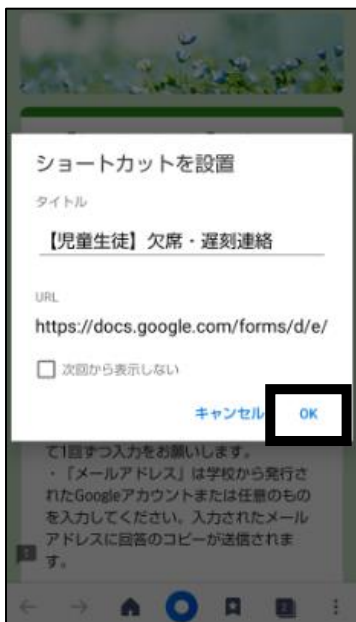 ショートカットを設置
タイトル
【児童生徒】欠席・遅刻連絡
URL
https://docs.google.com/forms/d/e/
次回から表示しない
キャンセル OK
て1回ずつ入力をお願いします。
・「メールアドレス」は学校から発行さ
れたGoogleアカウントまたは任意のもの
を入力してください。入力されたメール
アドレスに回答のコピーが送信されま
す。